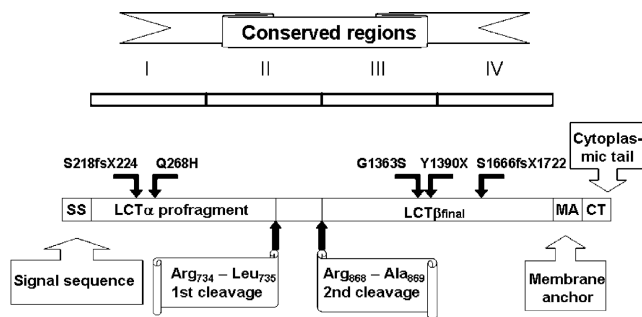 Conserved regions
I II III IV
Cytoplas-
mic tail
S218fsX224 Q268H G1363S Y1390X S1666fsX1722
SS LCTα profragment LCTβfinal MA CT
Signal sequence
Arg734 – Leu735
1st cleavage
Arg868 – Ala869
2nd cleavage
Membrane
anchor